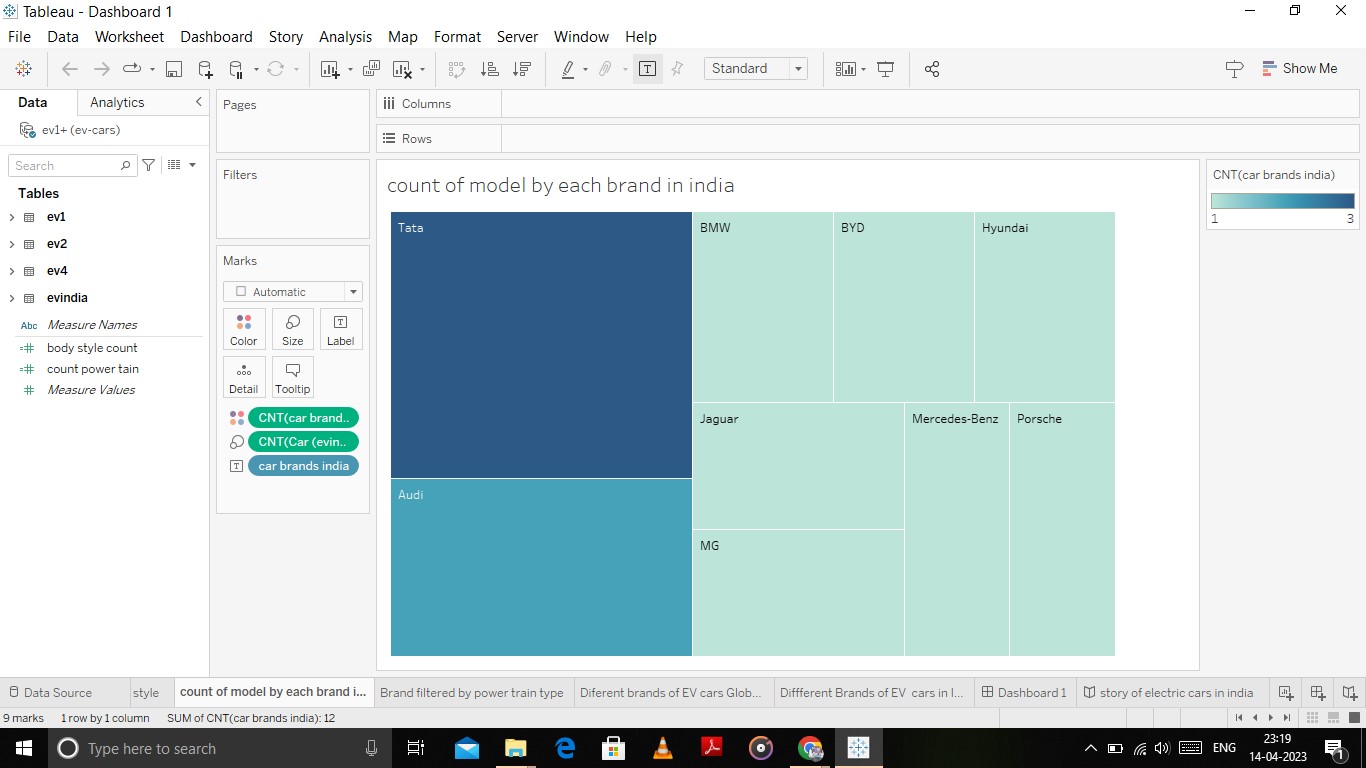 Tableau - Dashboard 1
File Data Worksheet Dashboard Story Analysis Map Format Server Window Help
Standard
Show Me
Data Analytics
ev1+ (ev-cars)
Search
Tables
ev1
ev2
ev4
evindia
Abc Measure Names
body style count
count power tain
Measure Values
Pages
Filters
Marks
Automatic
Color Size Label
Detail Tooltip
CNT(car brand..
CNT(Car (evin..
car brands india
Columns
Rows
count of model by each brand in india
Tata
BMW
BYD
Hyundai
Audi
Jaguar
Mercedes-Benz
Porsche
MG
CNT(car brands india)
1 3
Data Source style count of model by each brand i... Brand filtered by power train type Diferent brands of EV cars Glob... Diffferent Brands of EV cars in I... Dashboard 1 story of electric cars in india
9 marks 1 row by 1 column SUM of CNT(car brands india): 12
Type here to search
ENG
23:19
14-04-2023
1